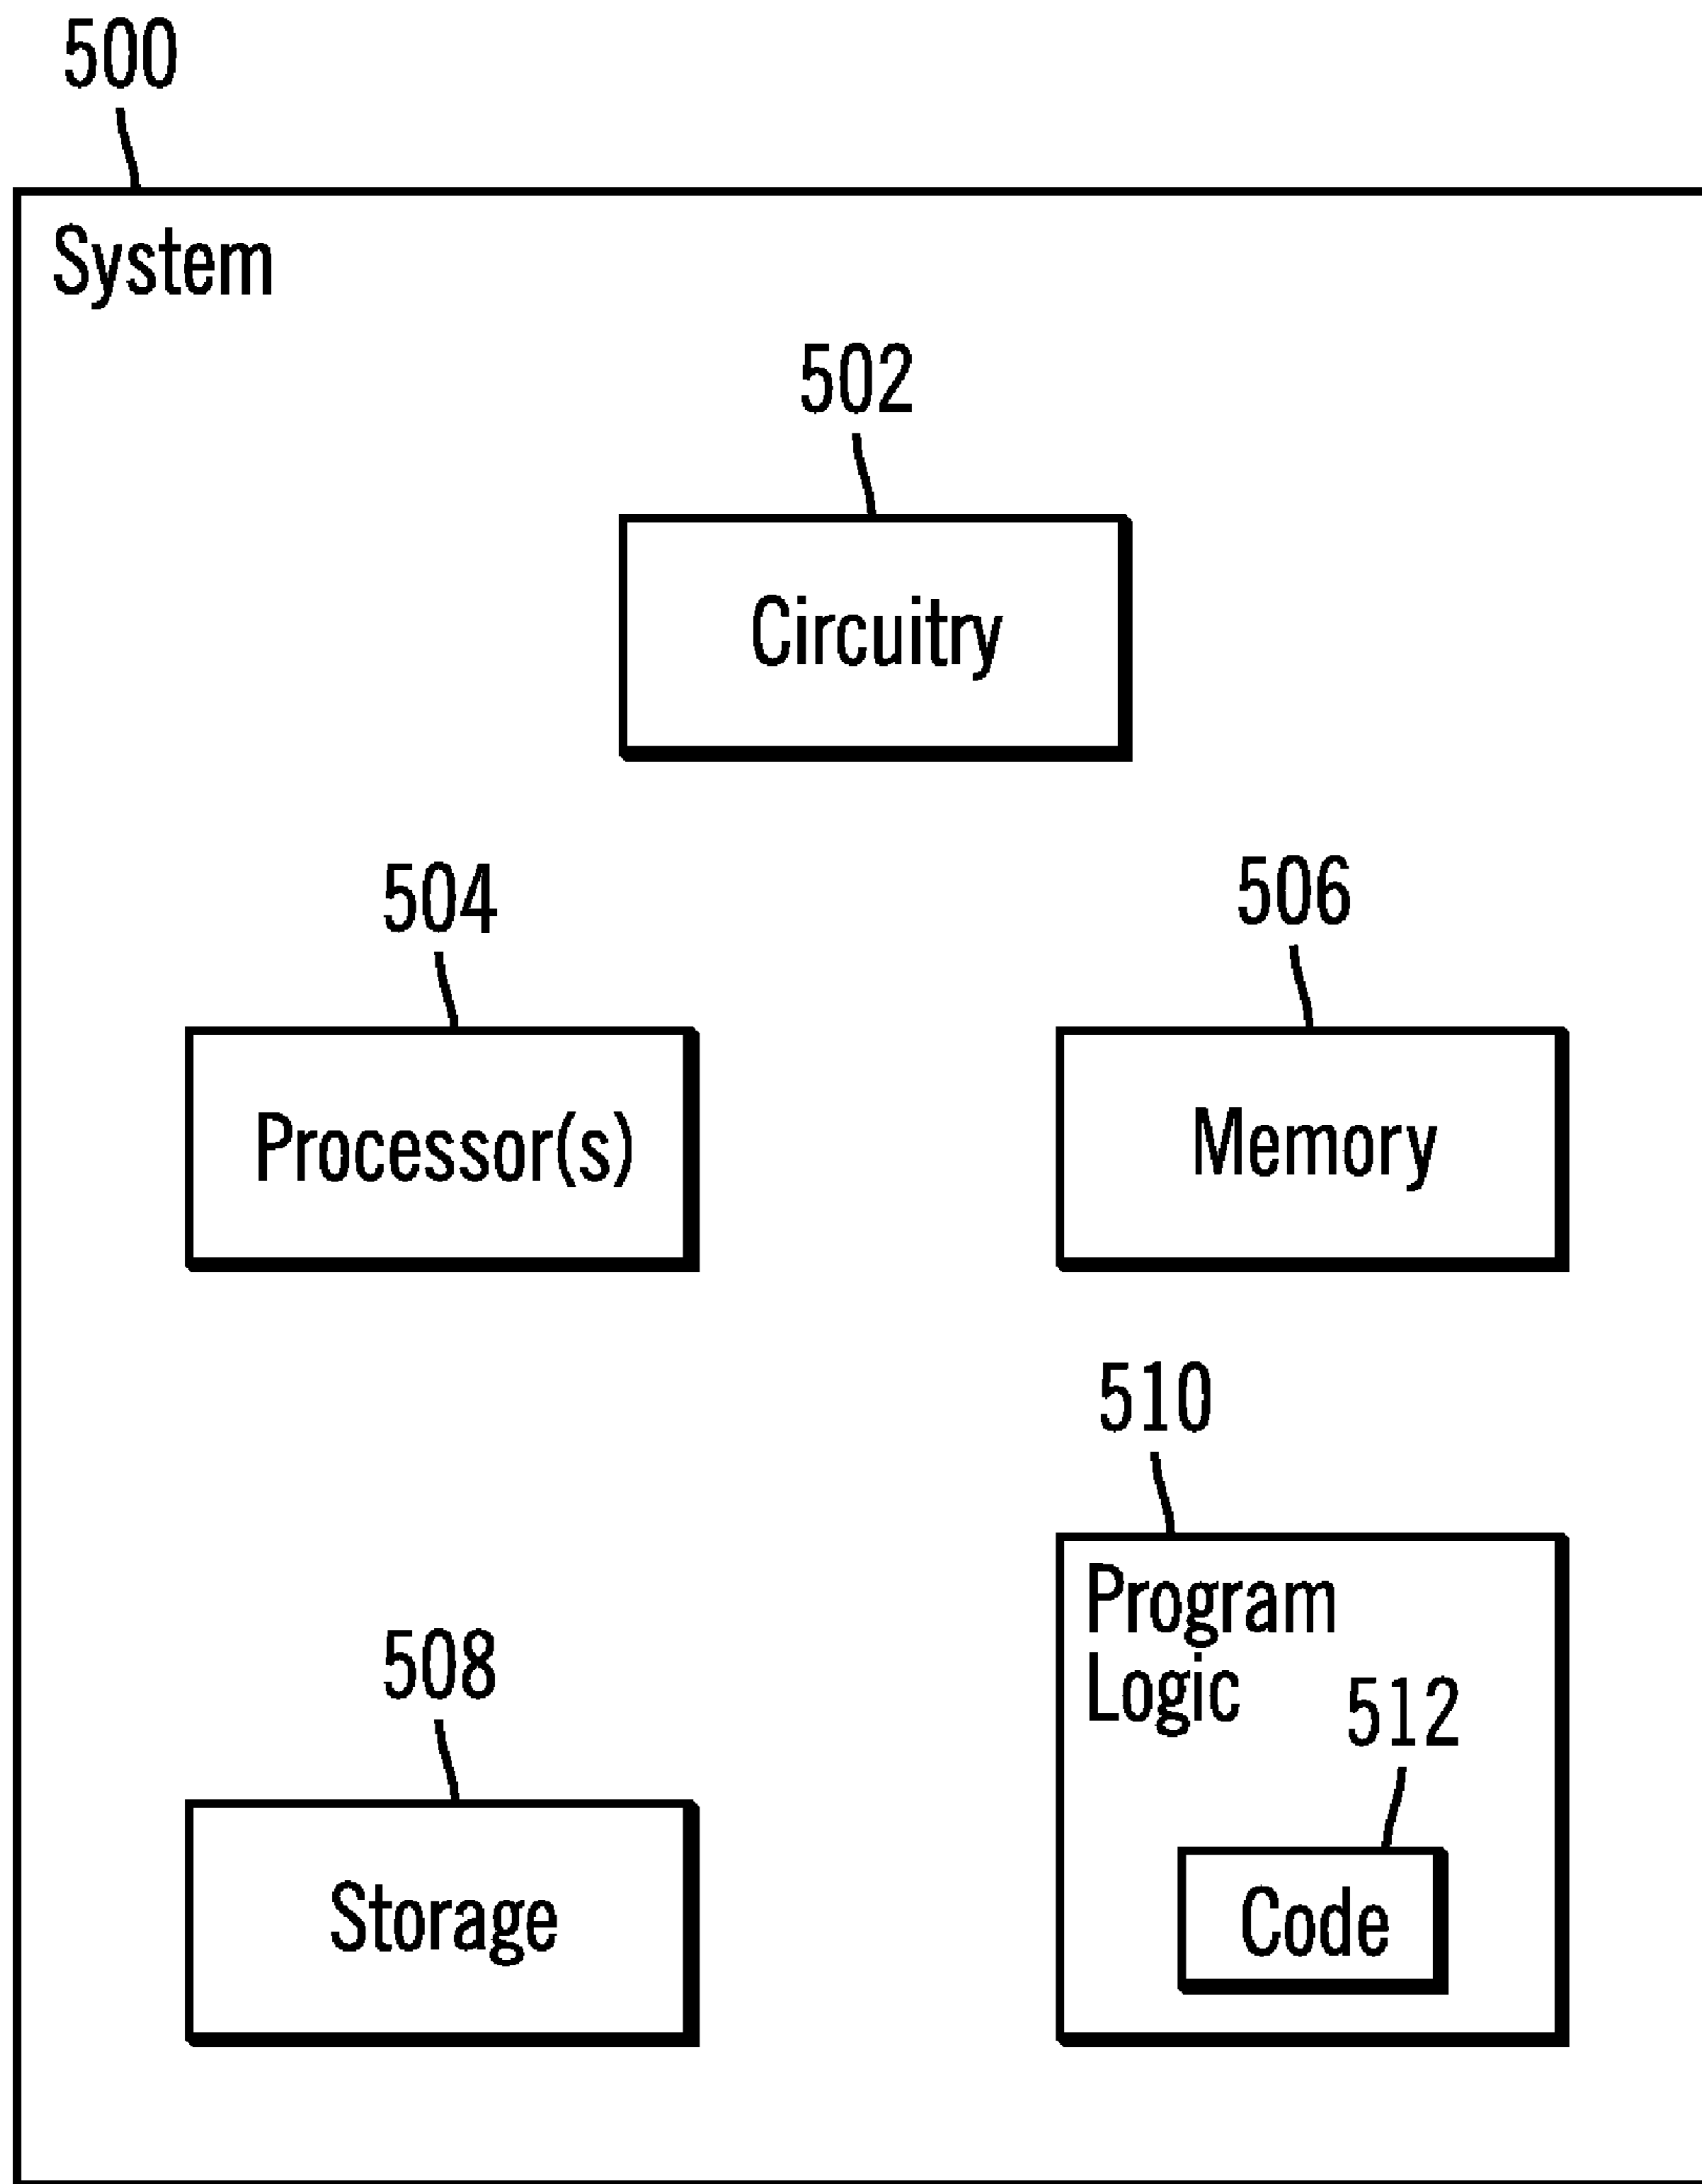 500
System
502
Circuitry
504
506
Processor(s)
Memory
510
Program
Logic
508
512
Storage
Code